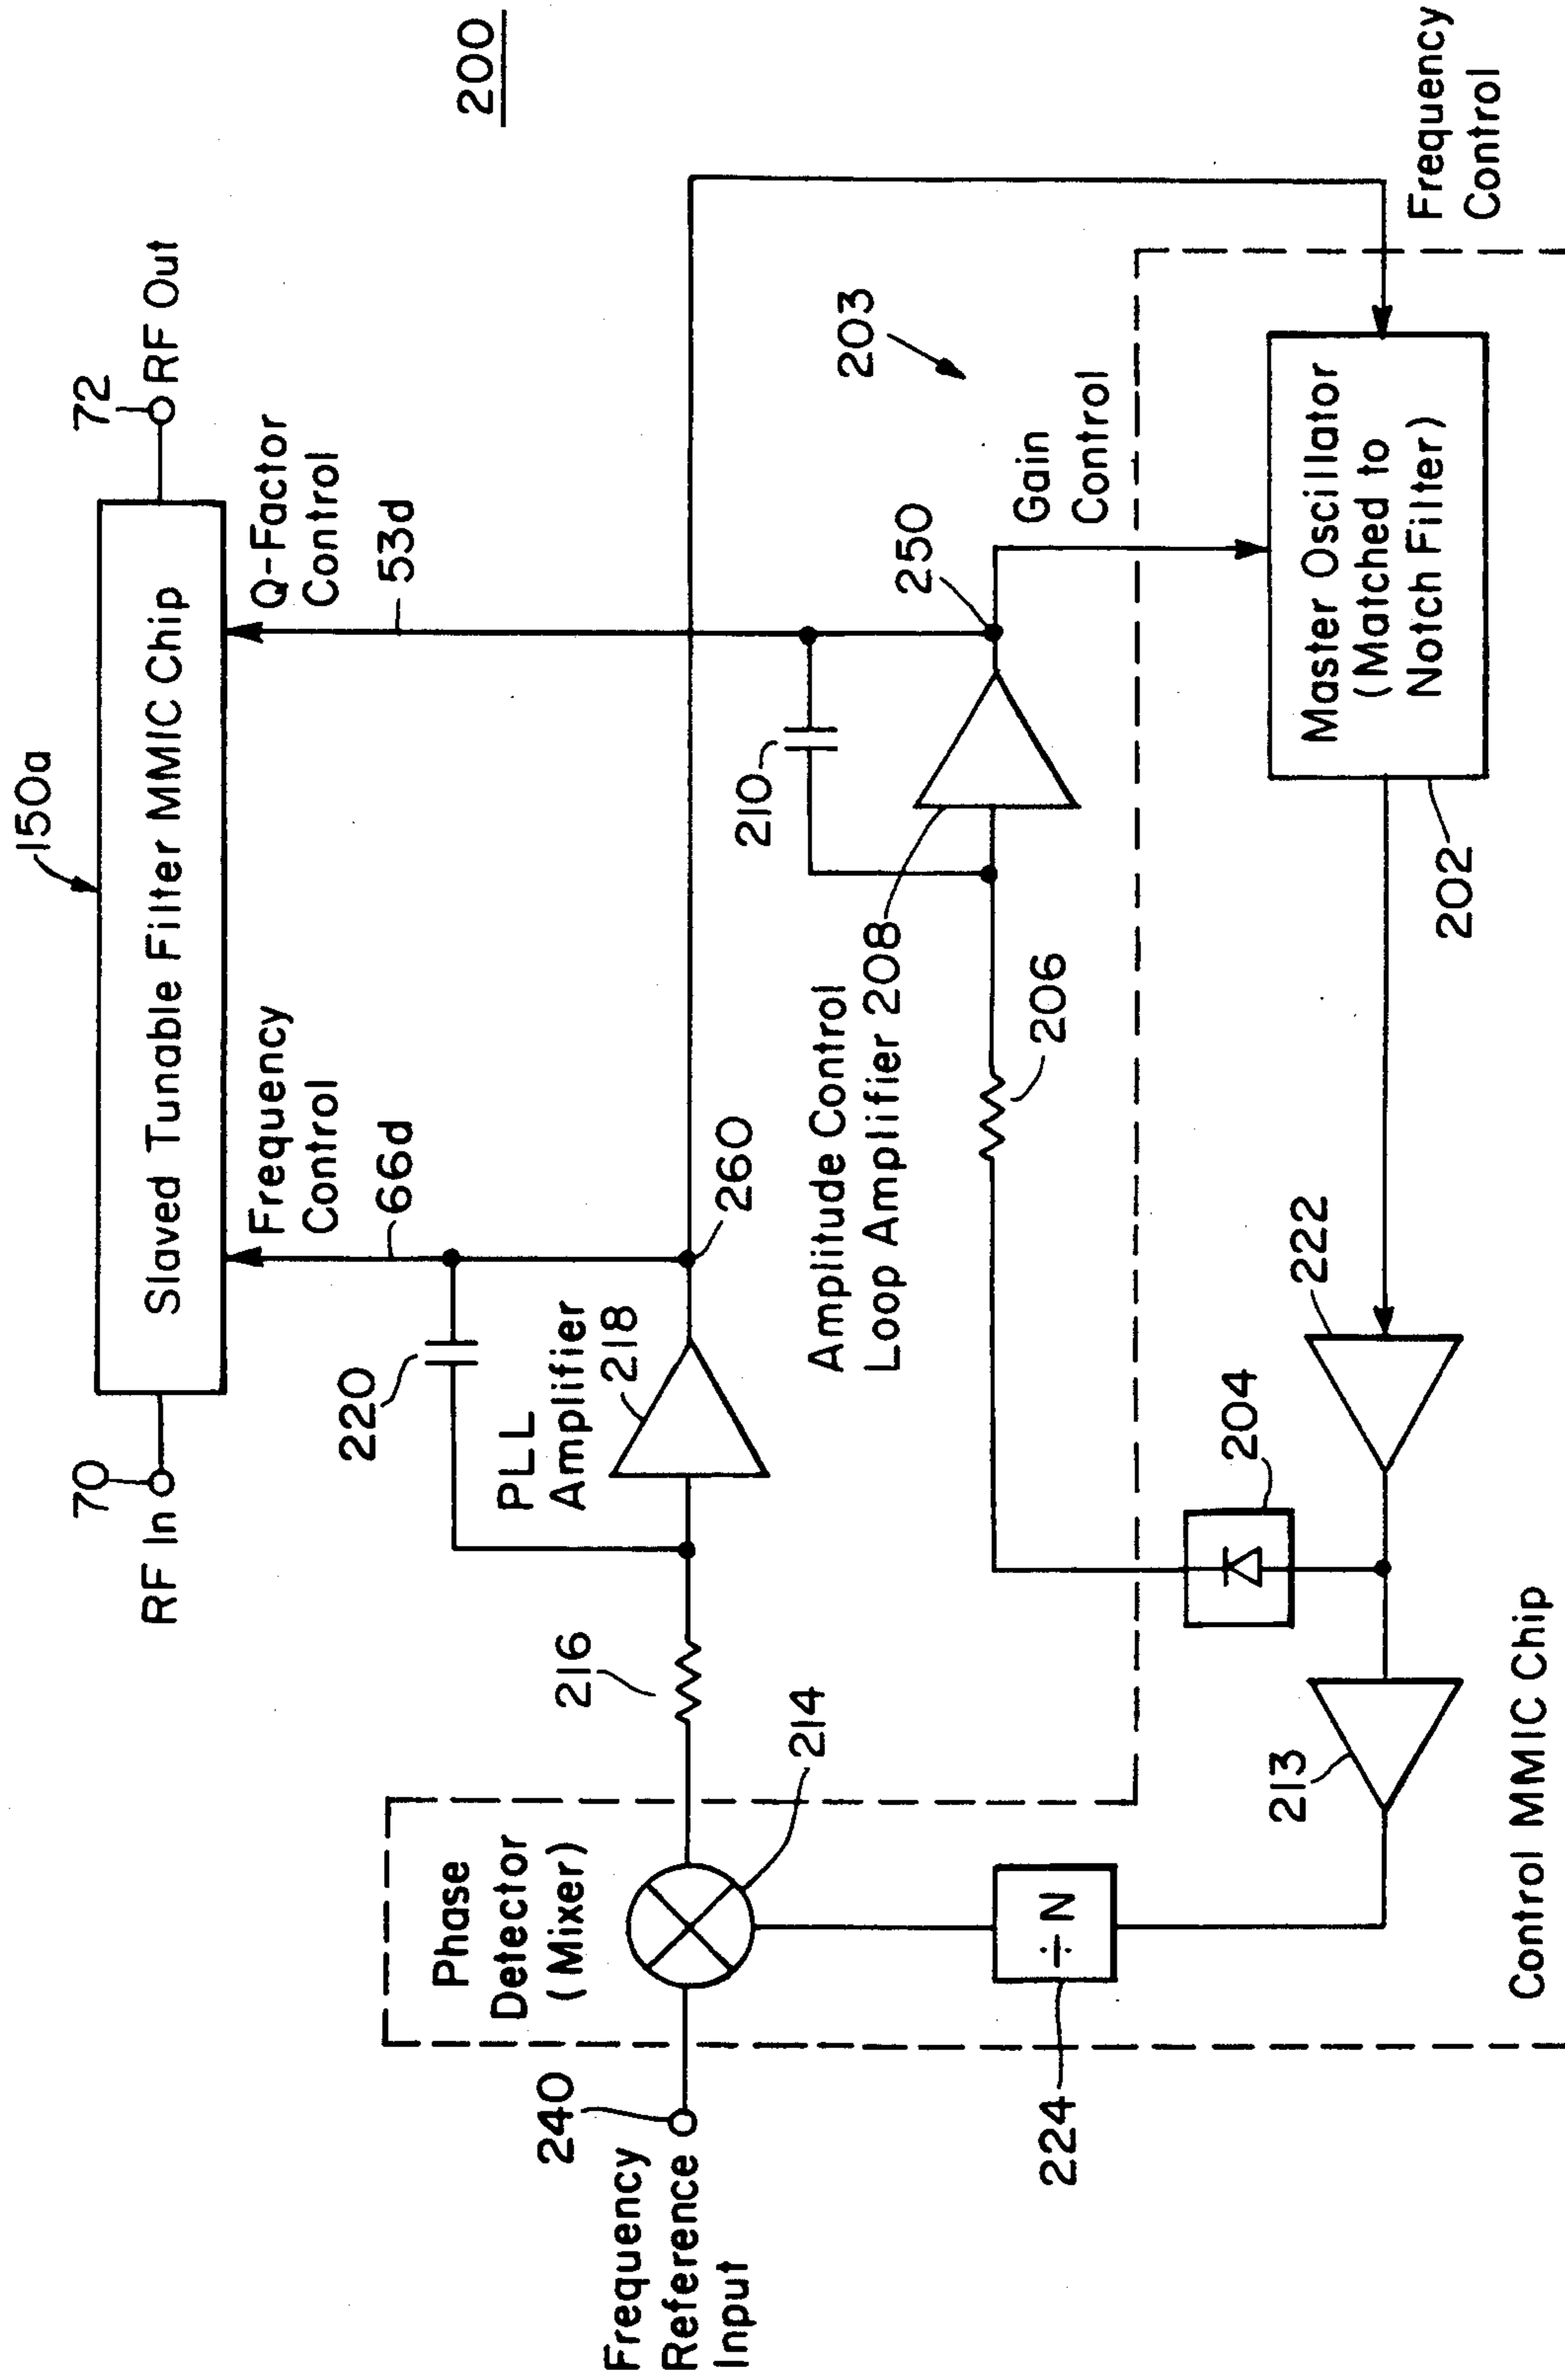 200
150a
Slaved Tunable Filter MMIC Chip
70
RF In
72
RF Out
Frequency
Control
66d
Q-Factor
Control
53d
220
PLL
Amplifier
218
260
216
Phase
Detector
(Mixer)
214
240
Frequency
Reference
Input
224
÷ N
210
250
Amplitude Control
Loop Amplifier 208
206
203
Gain
Control
Frequency
Control
Master Oscillator
(Matched to
Notch Filter)
202
222
204
213
Control MMIC Chip